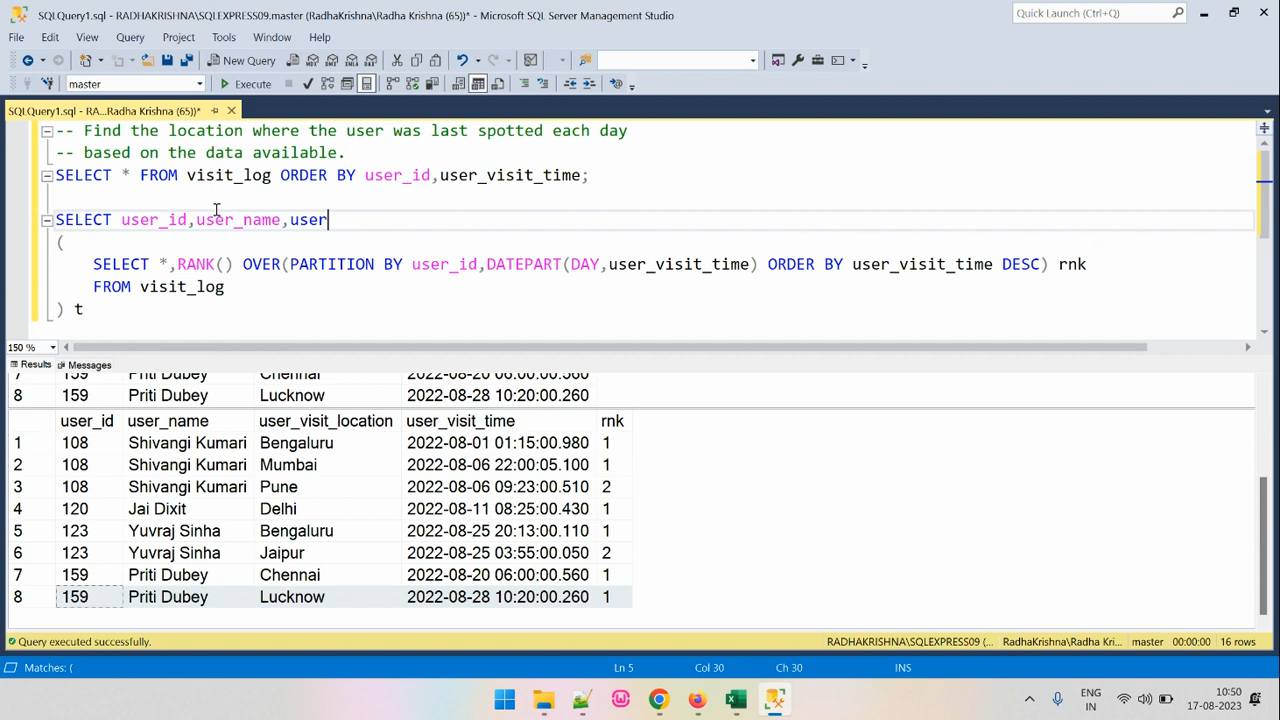 SQLQuery1.sql - RADHAKRISHNA\SQLEXPRESS09.master (RadhaKrishna\Radha Krishna (65))* - Microsoft SQL Server Management Studio
Quick Launch (Ctrl+Q)
File Edit View Query Project Tools Window Help
New Query
master Execute
SQLQuery1.sql - RA...Radha Krishna (65))*
-- Find the location where the user was last spotted each day
-- based on the data available.
SELECT * FROM visit_log ORDER BY user_id,user_visit_time;
SELECT user_id,user_name,user
(
SELECT *,RANK() OVER(PARTITION BY user_id,DATEPART(DAY,user_visit_time) ORDER BY user_visit_time DESC) rnk
FROM visit_log
) t
150 %
Results Messages
7 159 Priti Dubey Chennai 2022-08-20 06:00:00.560
8 159 Priti Dubey Lucknow 2022-08-28 10:20:00.260
user_id user_name user_visit_location user_visit_time rnk
1 108 Shivangi Kumari Bengaluru 2022-08-01 01:15:00.980 1
2 108 Shivangi Kumari Mumbai 2022-08-06 22:00:05.100 1
3 108 Shivangi Kumari Pune 2022-08-06 09:23:00.510 2
4 120 Jai Dixit Delhi 2022-08-11 08:25:00.430 1
5 123 Yuvraj Sinha Bengaluru 2022-08-25 20:13:00.110 1
6 123 Yuvraj Sinha Jaipur 2022-08-25 03:55:00.050 2
7 159 Priti Dubey Chennai 2022-08-20 06:00:00.560 1
8 159 Priti Dubey Lucknow 2022-08-28 10:20:00.260 1
Query executed successfully. RADHAKRISHNA\SQLEXPRESS09 (... RadhaKrishna\Radha Kri... master 00:00:00 16 rows
Matches: ( Ln 5 Col 30 Ch 30 INS
ENG 10:50
IN 17-08-2023